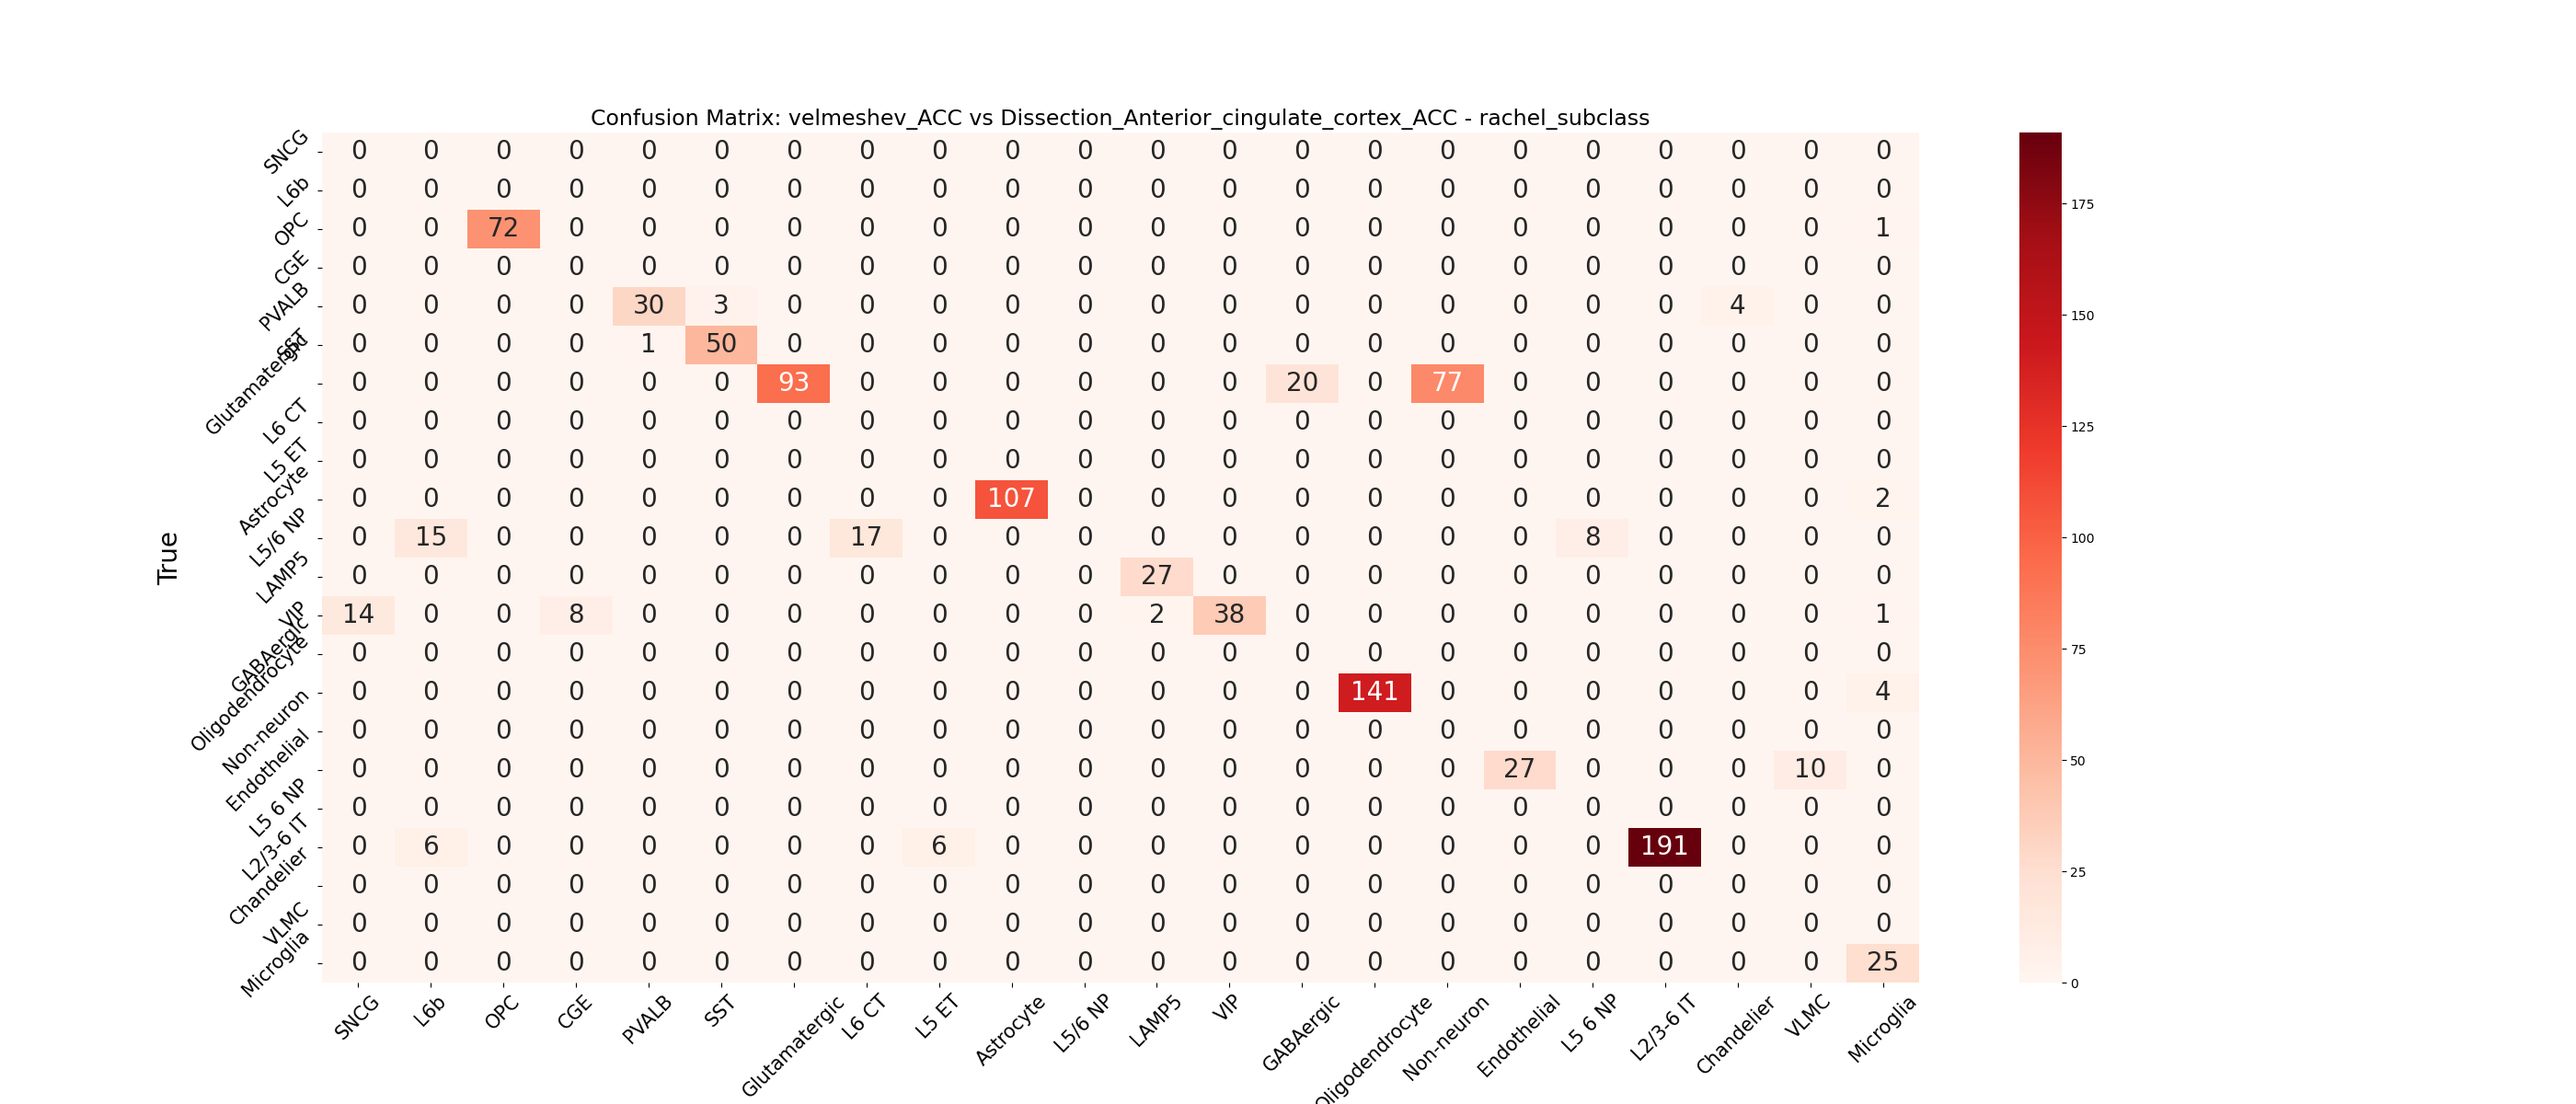 Confusion Matrix: velmeshev_ACC vs Dissection_Anterior_cingulate_cortex_ACC - rachel_subclass
True
SNCG 0 0 0 0 0 0 0 0 0 0 0 0 0 0 0 0 0 0 0 0 0 0
L6b 0 0 0 0 0 0 0 0 0 0 0 0 0 0 0 0 0 0 0 0 0 0
OPC 0 0 72 0 0 0 0 0 0 0 0 0 0 0 0 0 0 0 0 0 0 1
CGE 0 0 0 0 0 0 0 0 0 0 0 0 0 0 0 0 0 0 0 0 0 0
PVALB 0 0 0 0 30 3 0 0 0 0 0 0 0 0 0 0 0 0 0 4 0 0
SST 0 0 0 0 1 50 0 0 0 0 0 0 0 0 0 0 0 0 0 0 0 0
Glutamatergic 0 0 0 0 0 0 93 0 0 0 0 0 0 20 0 77 0 0 0 0 0 0
L6 CT 0 0 0 0 0 0 0 0 0 0 0 0 0 0 0 0 0 0 0 0 0 0
L5 ET 0 0 0 0 0 0 0 0 0 0 0 0 0 0 0 0 0 0 0 0 0 0
Astrocyte 0 0 0 0 0 0 0 0 0 107 0 0 0 0 0 0 0 0 0 0 0 2
L5/6 NP 0 15 0 0 0 0 0 17 0 0 0 0 0 0 0 0 0 8 0 0 0 0
LAMP5 0 0 0 0 0 0 0 0 0 0 0 27 0 0 0 0 0 0 0 0 0 0
VIP 14 0 0 8 0 0 0 0 0 0 0 2 38 0 0 0 0 0 0 0 0 1
GABAergic 0 0 0 0 0 0 0 0 0 0 0 0 0 0 0 0 0 0 0 0 0 0
Oligodendrocyte 0 0 0 0 0 0 0 0 0 0 0 0 0 0 141 0 0 0 0 0 0 4
Non-neuron 0 0 0 0 0 0 0 0 0 0 0 0 0 0 0 0 0 0 0 0 0 0
Endothelial 0 0 0 0 0 0 0 0 0 0 0 0 0 0 0 0 27 0 0 0 10 0
L5 6 NP 0 0 0 0 0 0 0 0 0 0 0 0 0 0 0 0 0 0 0 0 0 0
L2/3-6 IT 0 6 0 0 0 0 0 0 6 0 0 0 0 0 0 0 0 0 191 0 0 0
Chandelier 0 0 0 0 0 0 0 0 0 0 0 0 0 0 0 0 0 0 0 0 0 0
VLMC 0 0 0 0 0 0 0 0 0 0 0 0 0 0 0 0 0 0 0 0 0 0
Microglia 0 0 0 0 0 0 0 0 0 0 0 0 0 0 0 0 0 0 0 0 0 25
SNCG L6b OPC CGE PVALB SST Glutamatergic L6 CT L5 ET Astrocyte L5/6 NP LAMP5 VIP GABAergic Oligodendrocyte Non-neuron Endothelial L5 6 NP L2/3-6 IT Chandelier VLMC Microglia
175
150
125
100
75
50
25
0